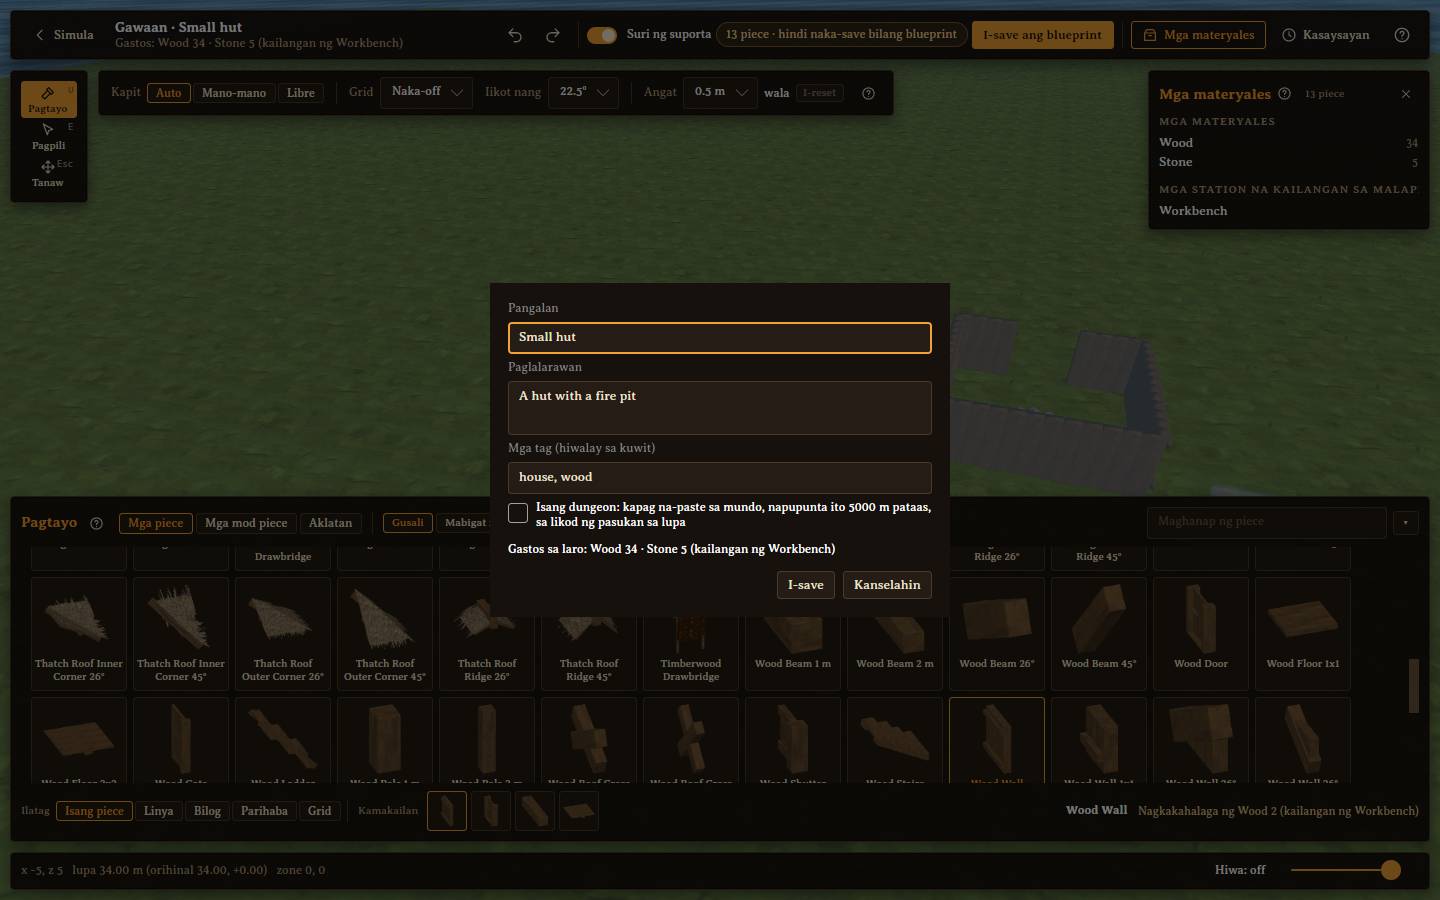 Simula
Gawaan · Small hut
Gastos: Wood 34 · Stone 5 (kailangan ng Workbench)
Suri ng suporta
13 piece · hindi naka-save bilang blueprint
I-save ang blueprint
Mga materyales
Kasaysayan
Pagtayo
U
Pagpili
E
Tanaw
Esc
Kapit
Auto
Mano-mano
Libre
Grid
Naka-off
Iikot nang
22.5°
Angat
0.5 m
wala
I-reset
Mga materyales
13 piece
MGA MATERYALES
Wood 34
Stone 5
MGA STATION NA KAILANGAN SA MALAP
Workbench
Pangalan
Small hut
Paglalarawan
A hut with a fire pit
Mga tag (hiwalay sa kuwit)
house, wood
Isang dungeon: kapag na-paste sa mundo, napupunta ito 5000 m pataas,
sa likod ng pasukan sa lupa
Gastos sa laro: Wood 34 · Stone 5 (kailangan ng Workbench)
I-save
Kanselahin
Pagtayo
Mga piece
Mga mod piece
Aklatan
Gusali
Mabigat
Maghanap ng piece
Drawbridge
Ridge 26°
Ridge 45°
Thatch Roof Inner
Corner 26°
Thatch Roof Inner
Corner 45°
Thatch Roof
Outer Corner 26°
Thatch Roof
Outer Corner 45°
Thatch Roof
Ridge 26°
Thatch Roof
Ridge 45°
Timberwood
Drawbridge
Wood Beam 1 m
Wood Beam 2 m
Wood Beam 26°
Wood Beam 45°
Wood Door
Wood Floor 1x1
Ilatag
Isang piece
Linya
Bilog
Parihaba
Grid
Kamakailan
Wood Wall
Nagkakahalaga ng Wood 2 (kailangan ng Workbench)
x -5, z 5
lupa 34.00 m (orihinal 34.00, +0.00)
zone 0, 0
Hiwa: off